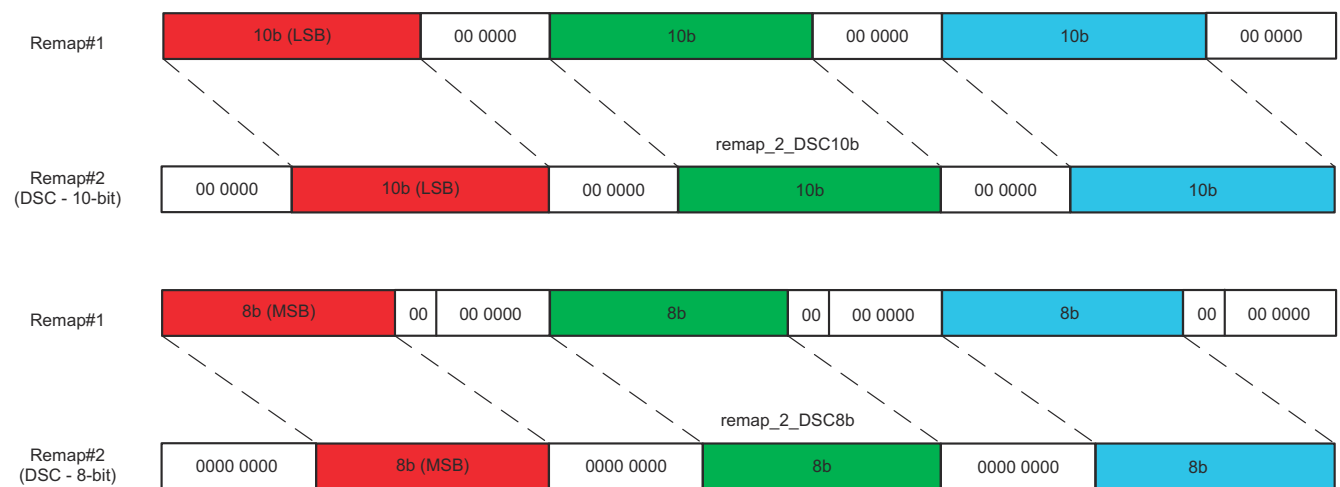 Remap#1
10b (LSB)
00 0000
10b
00 0000
10b
00 0000
remap_2_DSC10b
Remap#2
(DSC - 10-bit)
00 0000
10b (LSB)
00 0000
10b
00 0000
10b
Remap#1
8b (MSB)
00
00 0000
8b
00
00 0000
8b
00
00 0000
remap_2_DSC8b
Remap#2
(DSC - 8-bit)
0000 0000
8b (MSB)
0000 0000
8b
0000 0000
8b